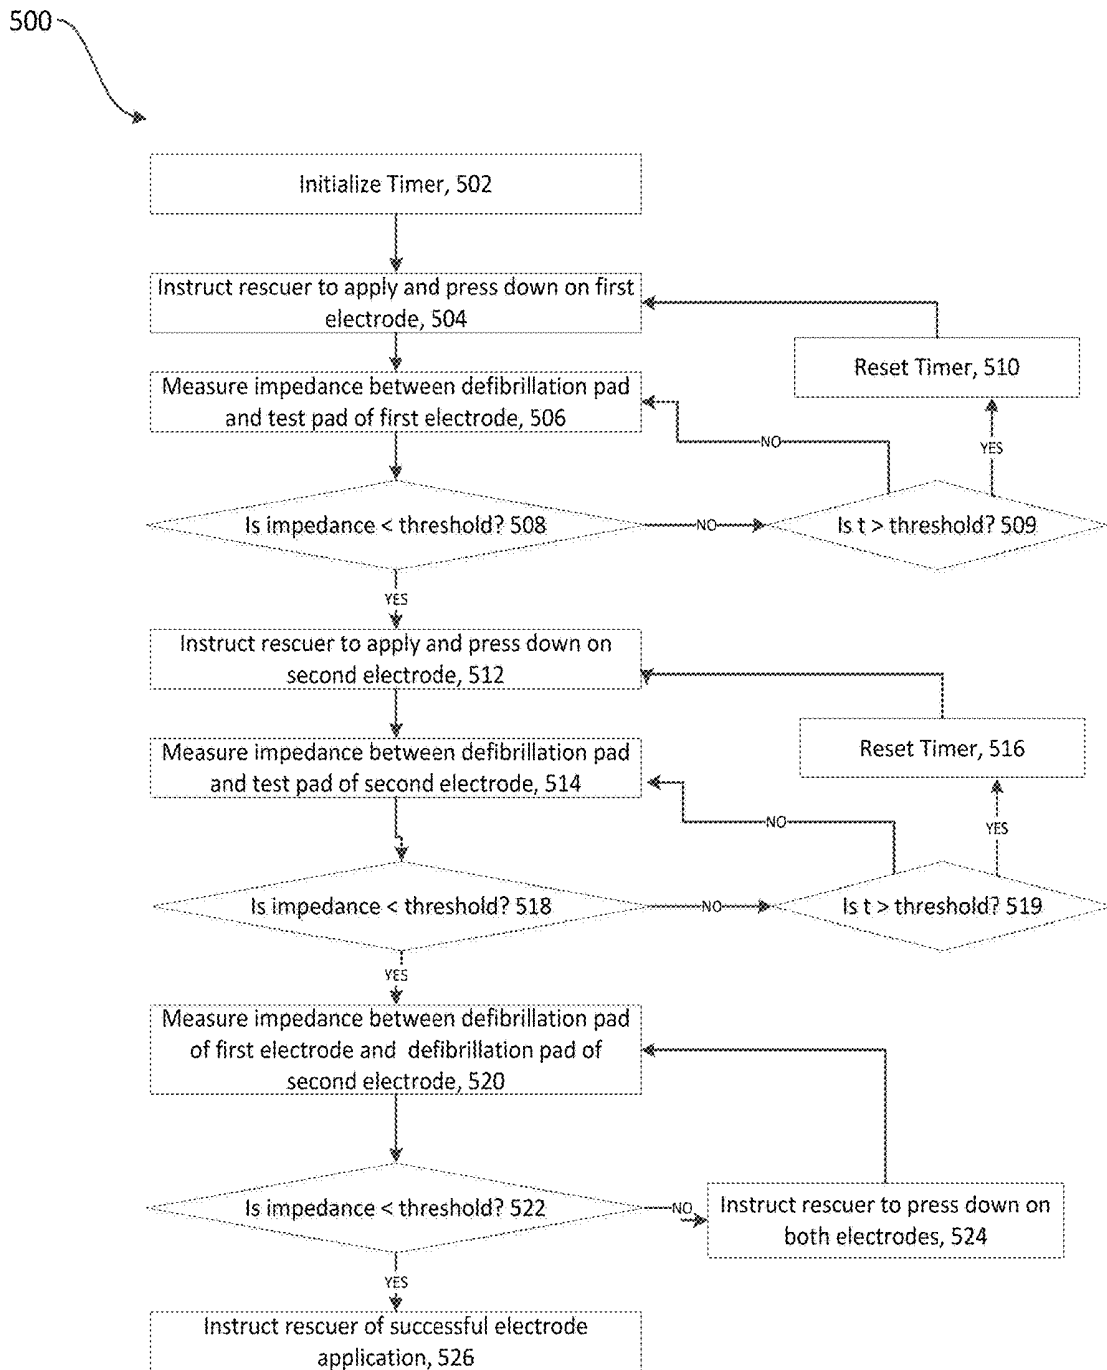 500
Initialize Timer, 502
Instruct rescuer to apply and press down on first
electrode, 504
Reset Timer, 510
Measure impedance between defibrillation pad
and test pad of first electrode, 506
NO
YES
Is impedance < threshold? 508
NO
Is t > threshold? 509
YES
Instruct rescuer to apply and press down on
second electrode, 512
Reset Timer, 516
Measure impedance between defibrillation pad
and test pad of second electrode, 514
NO
YES
Is impedance < threshold? 518
NO
Is t > threshold? 519
YES
Measure impedance between defibrillation pad
of first electrode and defibrillation pad of
second electrode, 520
Is impedance < threshold? 522
NO
Instruct rescuer to press down on
both electrodes, 524
YES
Instruct rescuer of successful electrode
application, 526